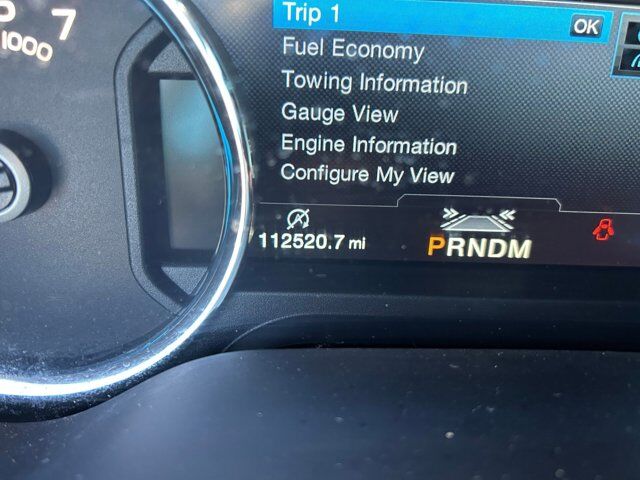 7
1000
Trip 1 OK
Fuel Economy
Towing Information
Gauge View
Engine Information
Configure My View
112520.7 mi
PRNDM